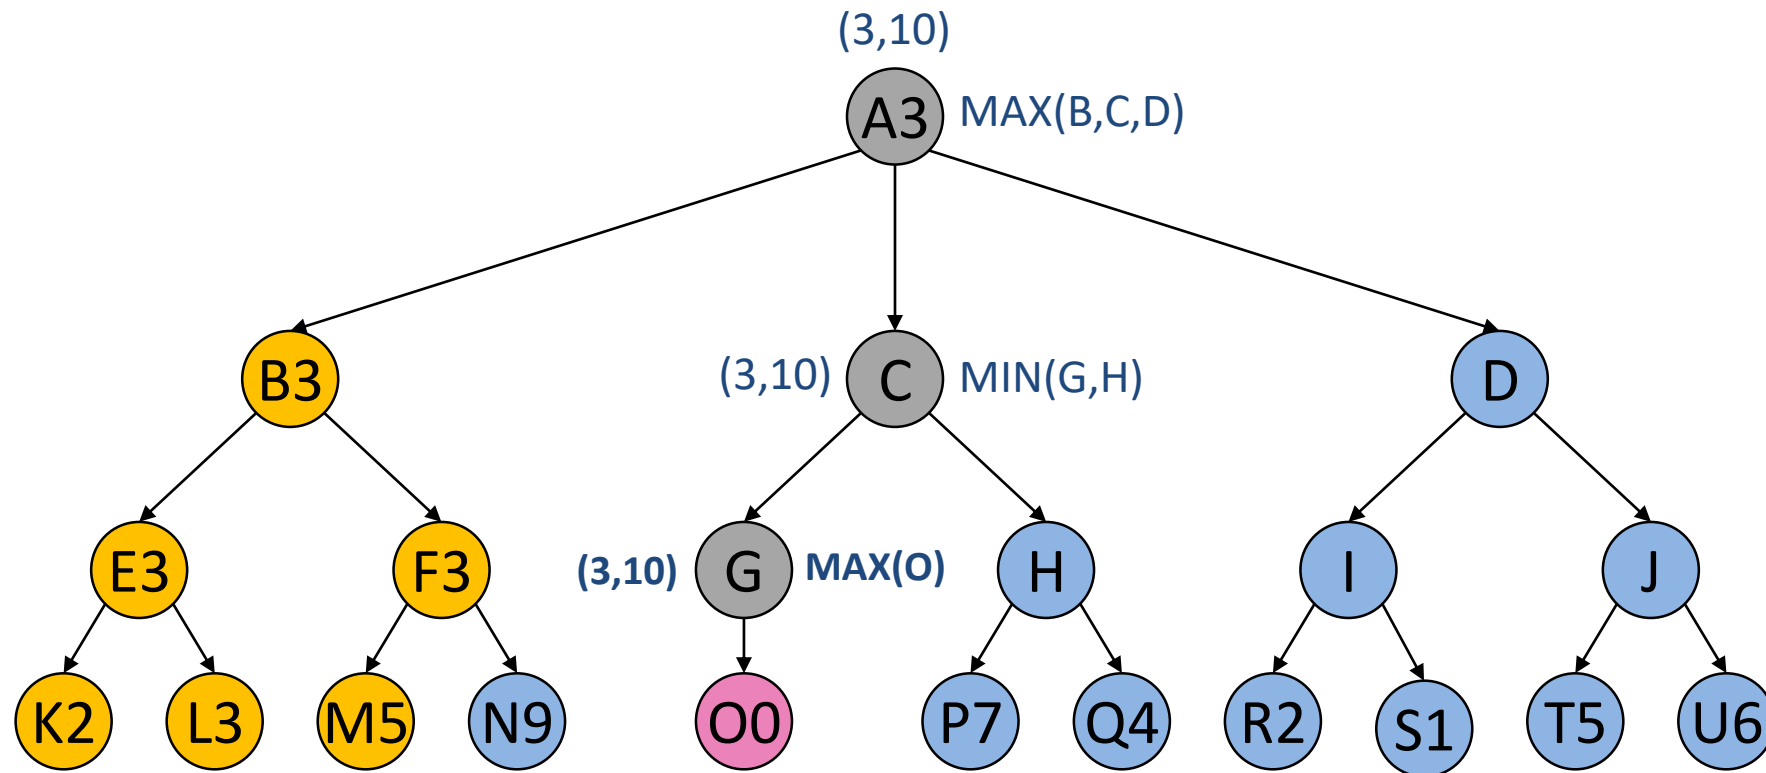 (3,10)
A3 MAX(B,C,D)
B3 (3,10) C MIN(G,H) D
E3 F3 (3,10) G MAX(O) H I J
K2 L3 M5 N9 O0 P7 Q4 R2 S1 T5 U6